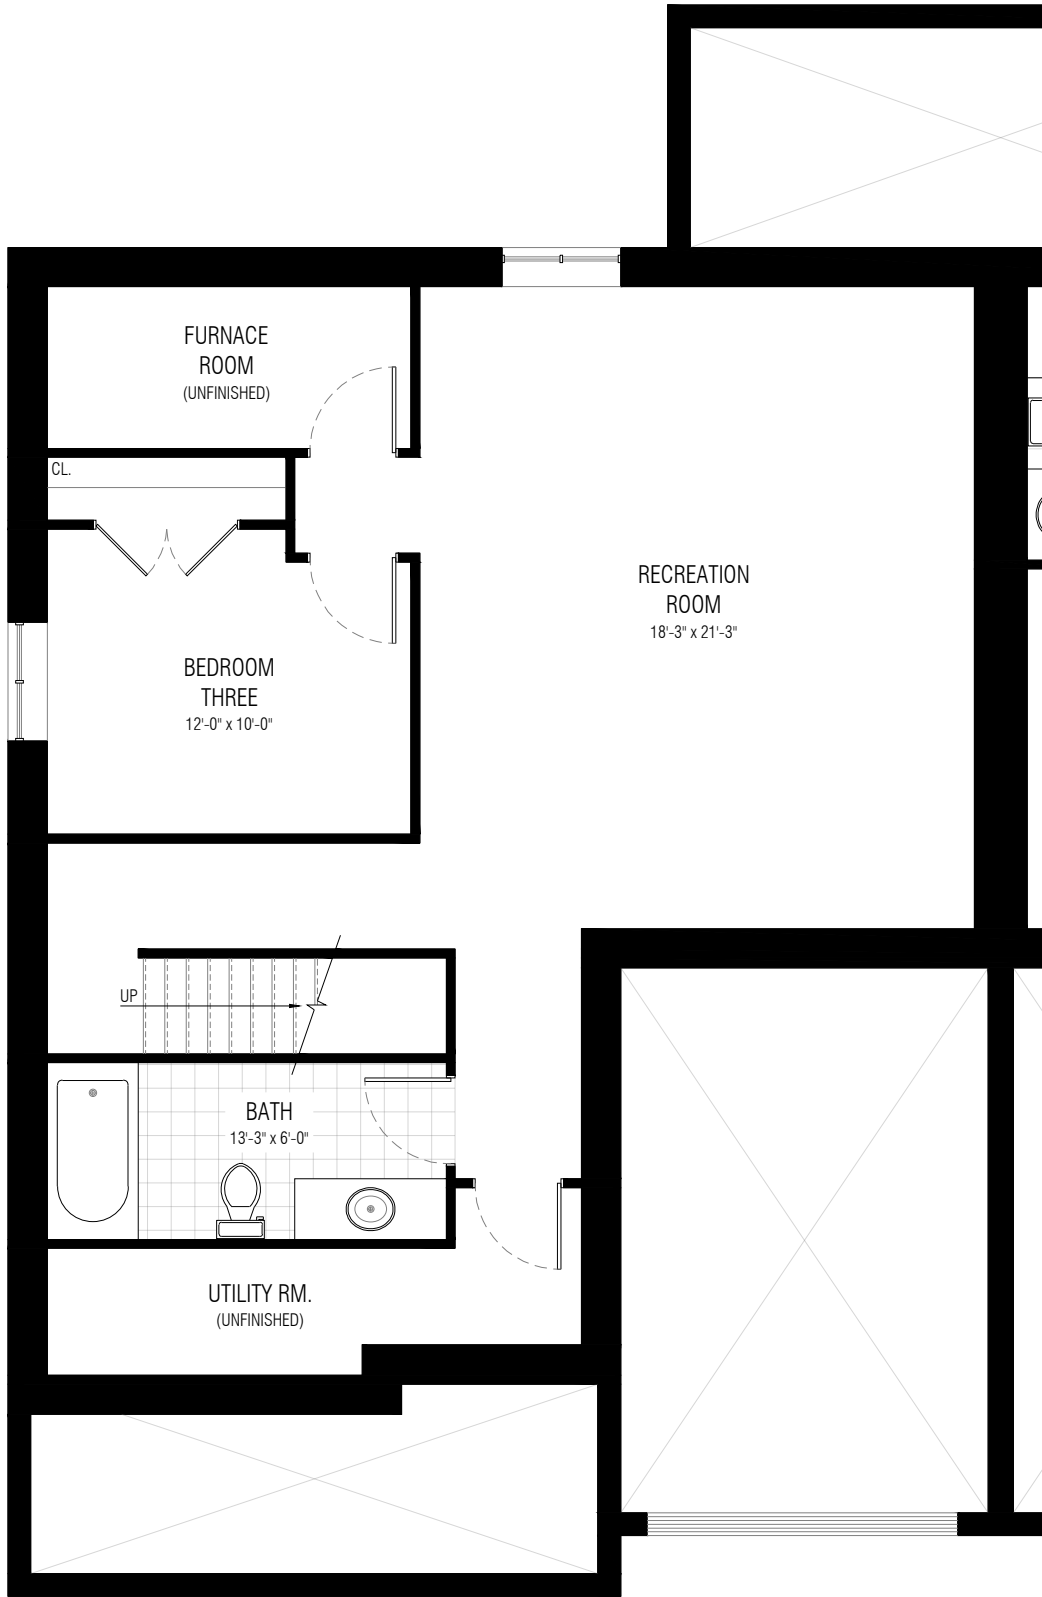 FURNACE
ROOM
(UNFINISHED)
CL.
RECREATION
ROOM
18'-3" x 21'-3"
BEDROOM
THREE
12'-0" x 10'-0"
UP
BATH
13'-3" x 6'-0"
UTILITY RM.
(UNFINISHED)